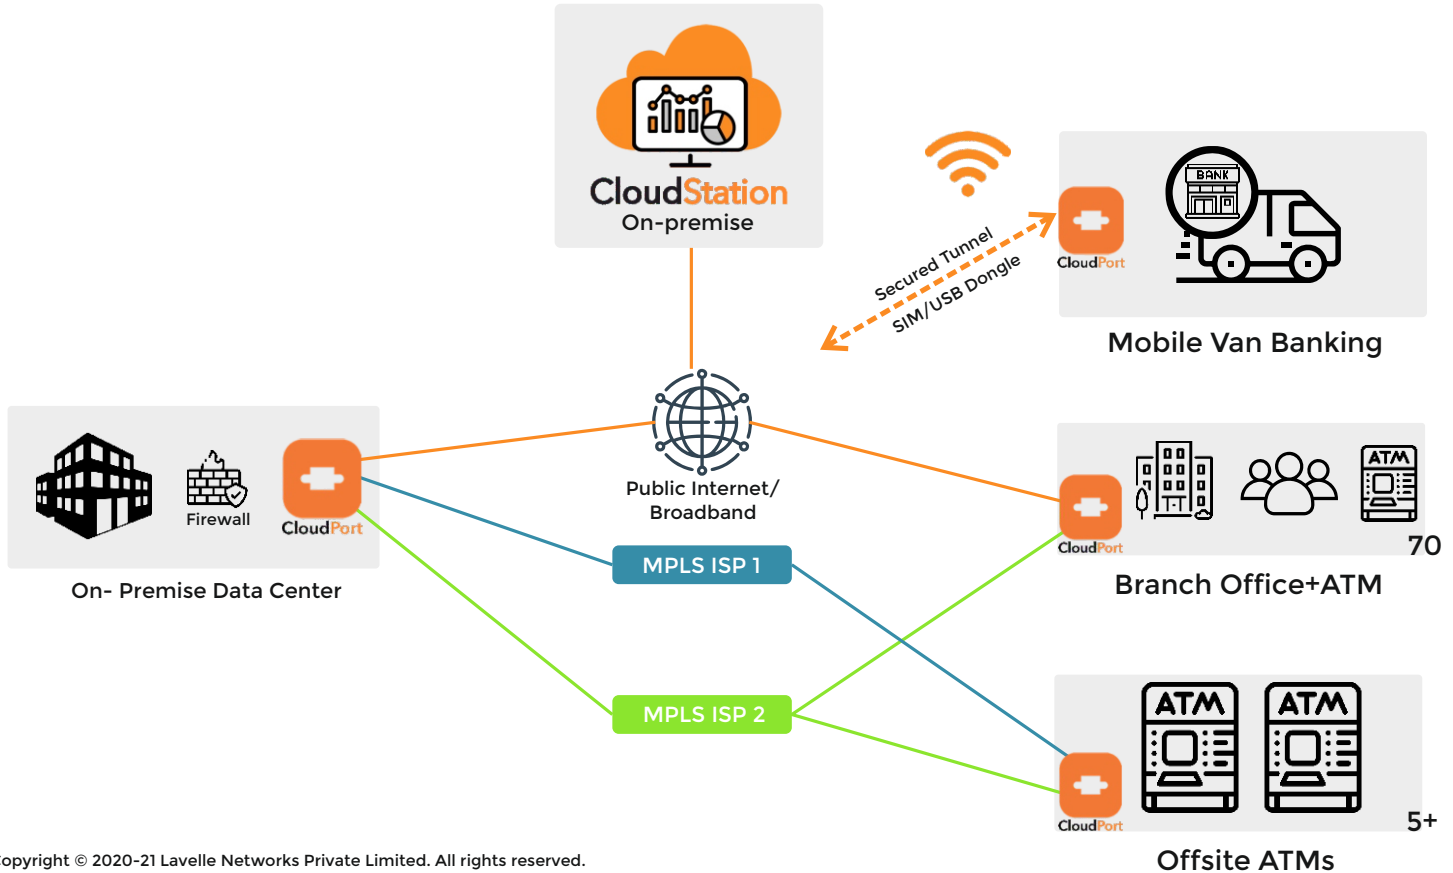 CloudStation
On-premise
BANK
CloudPort
Secured Tunnel
SIM/USB Dongle
Mobile Van Banking
Firewall
CloudPort
On- Premise Data Center
Public Internet/
Broadband
MPLS ISP 1
MPLS ISP 2
ATM
CloudPort
70
Branch Office+ATM
ATM
ATM
CloudPort
5+
Offsite ATMs
opyright © 2020-21 Lavelle Networks Private Limited. All rights reserved.